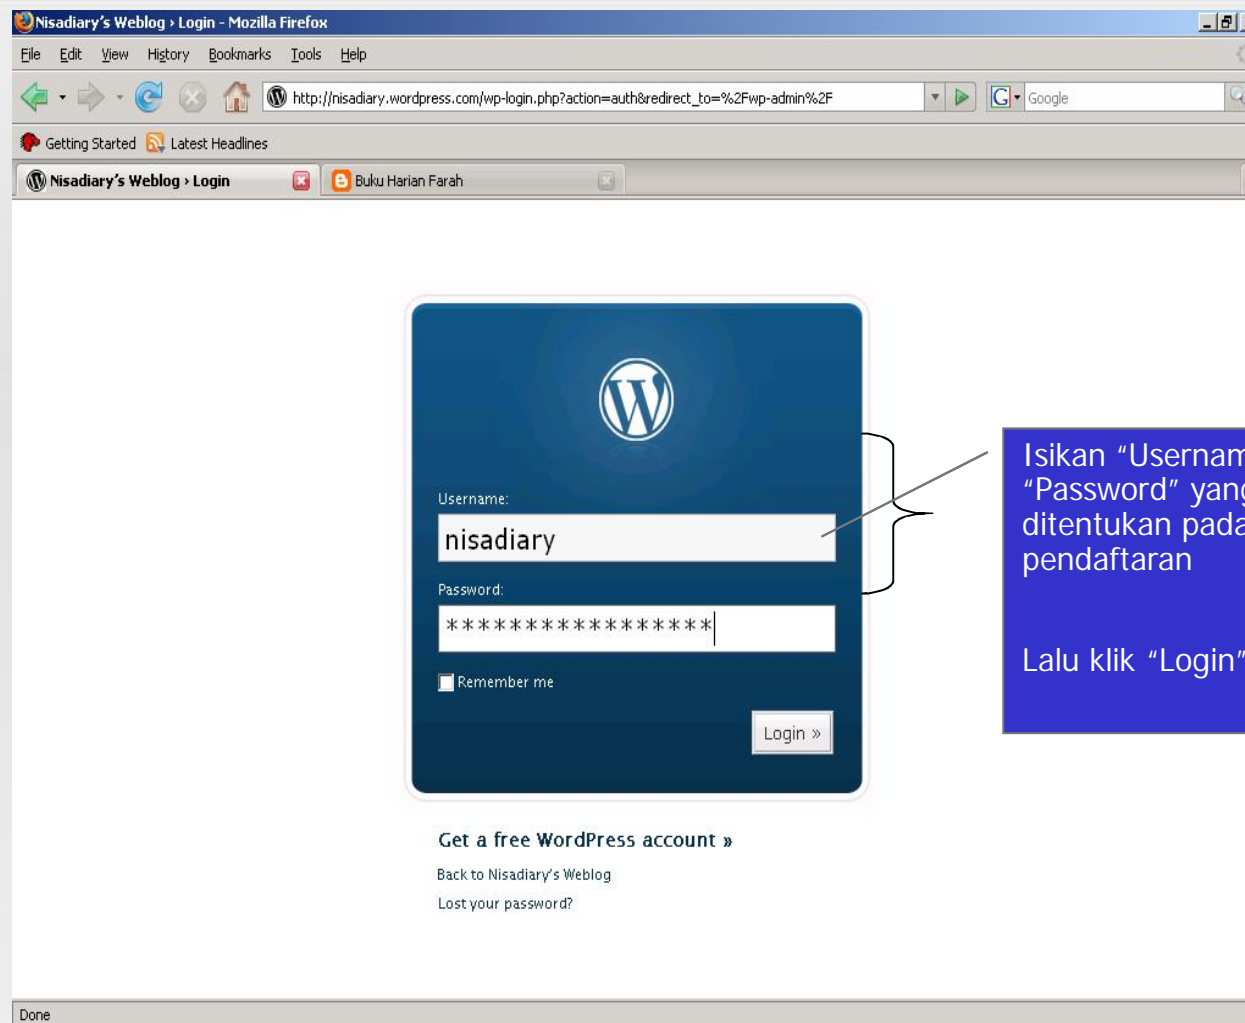 Nisadiary's Weblog › Login - Mozilla Firefox
File Edit View History Bookmarks Tools Help
http://nisadiary.wordpress.com/wp-login.php?action=auth&redirect_to=%2Fwp-admin%2F
G Google
Getting Started Latest Headlines
Nisadiary's Weblog › Login Buku Harian Farah
W
Isikan “Usernam
“Password” yang
ditentukan pada
pendaftaran
Lalu klik “Login”
Username:
nisadiary
Password:
*****************
Remember me
Login »
Get a free WordPress account »
Back to Nisadiary's Weblog
Lost your password?
Done